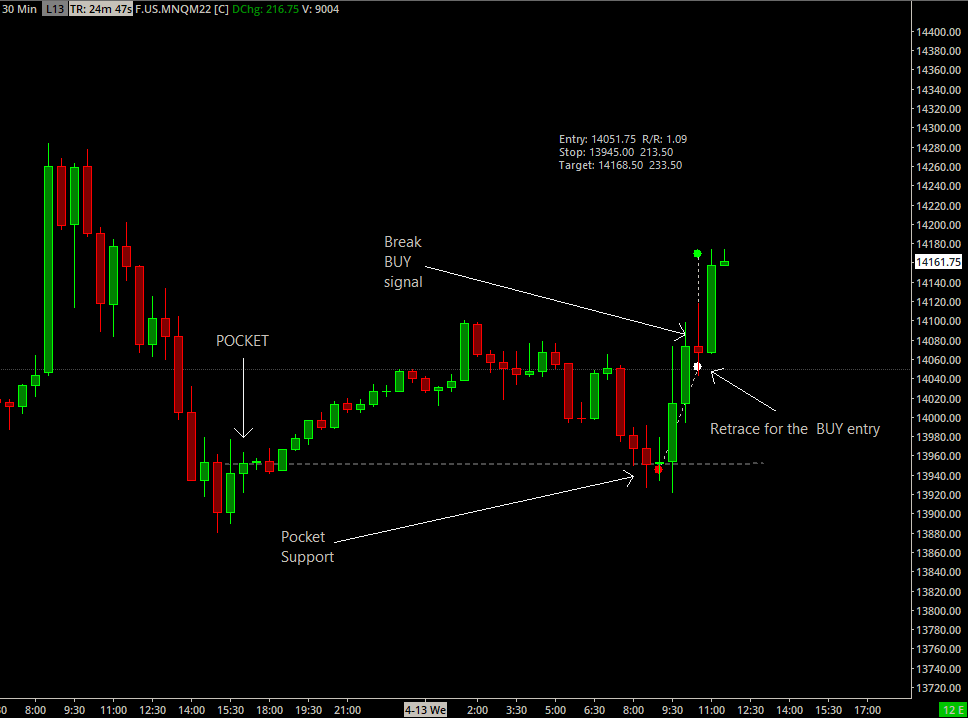 30 Min L13 TR: 24m 47s F.US.MNQM22 [C] DChg: 216.75 V: 9004
14400.00
14380.00
14360.00
14340.00
14320.00
14300.00
14280.00
14260.00
14240.00
14220.00
14200.00
14180.00
14161.75
14140.00
14120.00
14100.00
14080.00
14060.00
14040.00
14020.00
14000.00
13980.00
13960.00
13940.00
13920.00
13900.00
13880.00
13860.00
13840.00
13820.00
13800.00
13780.00
13760.00
13740.00
13720.00
Entry: 14051.75 R/R: 1.09
Stop: 13945.00 213.50
Target: 14168.50 233.50
Break
BUY
signal
POCKET
Retrace for the BUY entry
Pocket
Support
30 8:00 9:30 11:00 12:30 14:00 15:30 18:00 19:30 21:00 4-13 We 2:00 3:30 5:00 6:30 8:00 9:30 11:00 12:30 14:00 15:30 17:00 12 E